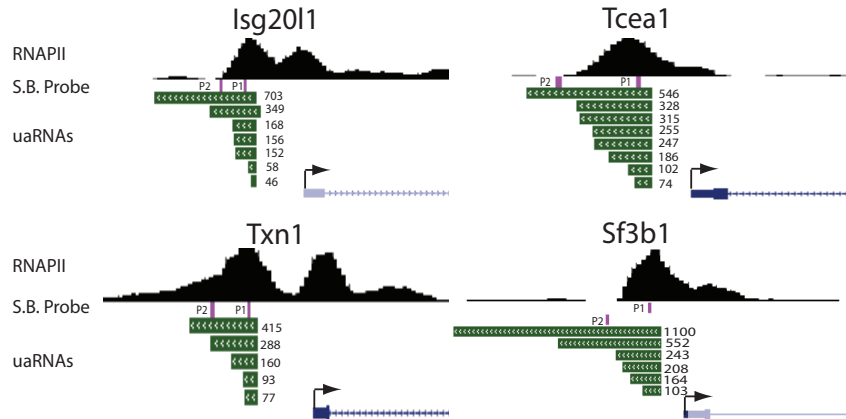 Isg20l1
Tcea1
RNAPII
S.B. Probe
P2 P1
P2 P1
uaRNAs
703
349
168
156
152
58
46
546
328
315
255
247
186
102
74
Txn1
Sf3b1
RNAPII
S.B. Probe
P2 P1
P2 P1
uaRNAs
415
288
160
93
77
1100
552
243
208
164
103